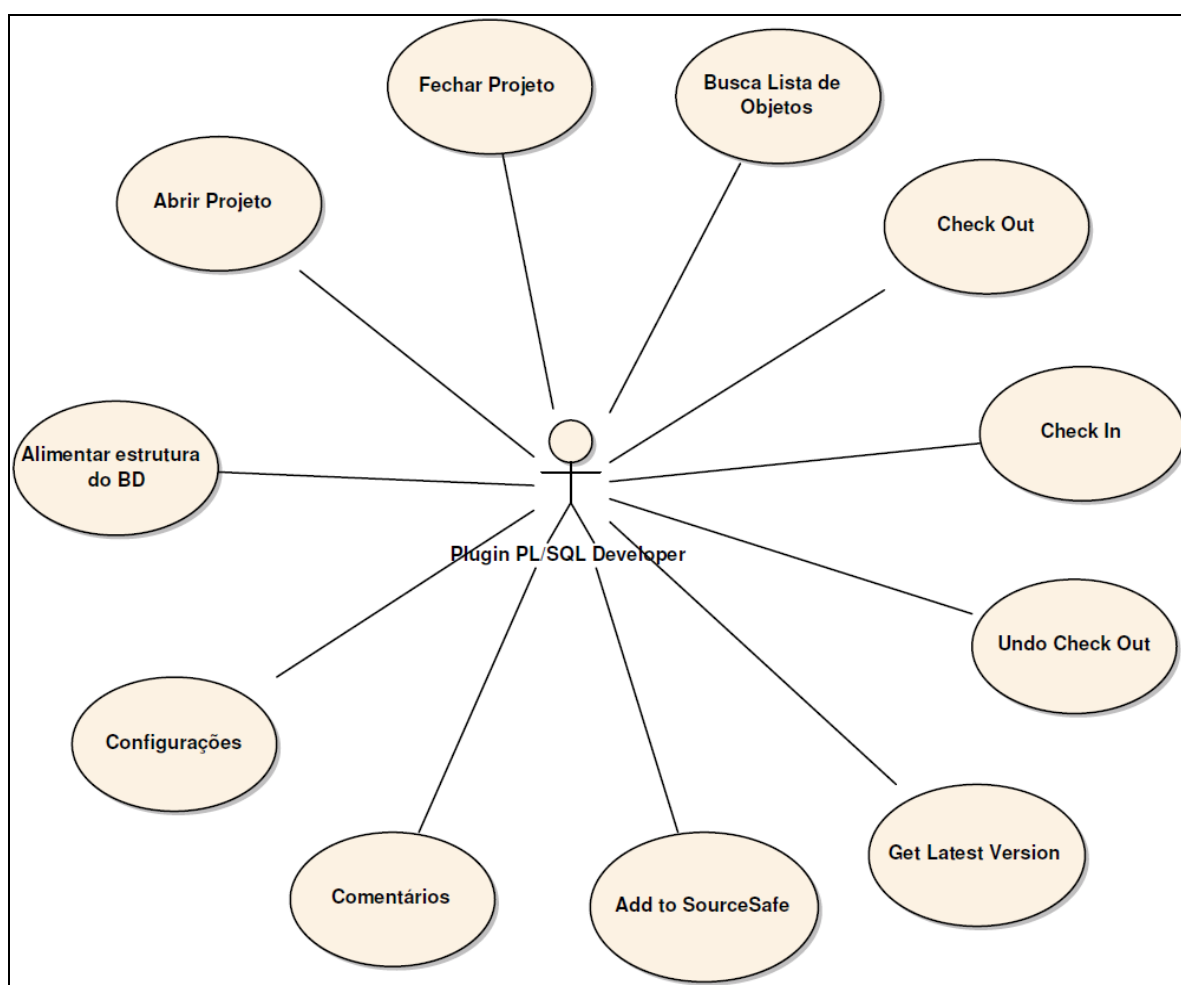 Fechar Projeto
Busca Lista de
Objetos
Abrir Projeto
Check Out
Check In
Alimentar estrutura
do BD
Plugin PL/SQL Developer
Undo Check Out
Configurações
Get Latest Version
Comentários
Add to SourceSafe